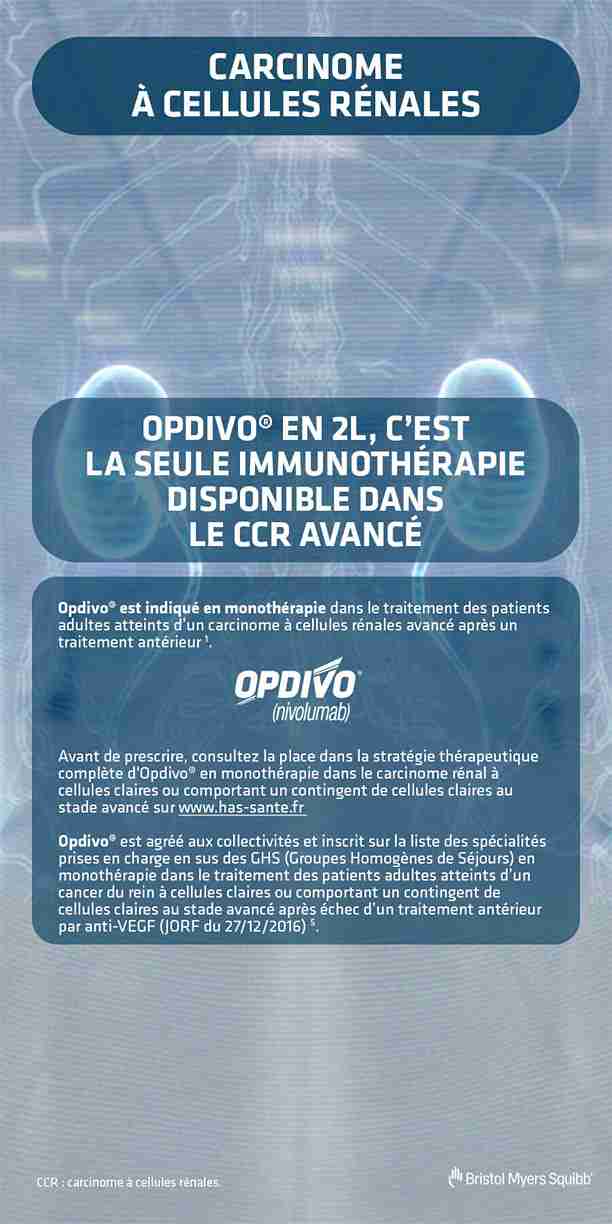 CARCINOME
À CELLULES RÉNALES
OPDIVO® EN 2L, C'EST
LA SEULE IMMUNOTHÉRAPIE
DISPONIBLE DANS
LE CCR AVANCÉ
Opdivo® est indiqué en monothérapie dans le traitement des patients
adultes atteints d'un carcinome à cellules rénales avancé après un
traitement antérieur ¹.
OPDIVO®
(nivolumab)
Avant de prescrire, consultez la place dans la stratégie thérapeutique
complète d'Opdivo® en monothérapie dans le carcinome rénal à
cellules claires ou comportant un contingent de cellules claires au
stade avancé sur www.has-sante.fr
Opdivo® est agréé aux collectivités et inscrit sur la liste des spécialités
prises en charge en sus des GHS (Groupes Homogènes de Séjours) en
monothérapie dans le traitement des patients adultes atteints d'un
cancer du rein à cellules claires ou comportant un contingent de
cellules claires au stade avancé après échec d'un traitement antérieur
par anti-VEGF (JORF du 27/12/2016) ⁵.
CCR : carcinome à cellules rénales.
Bristol Myers Squibb™